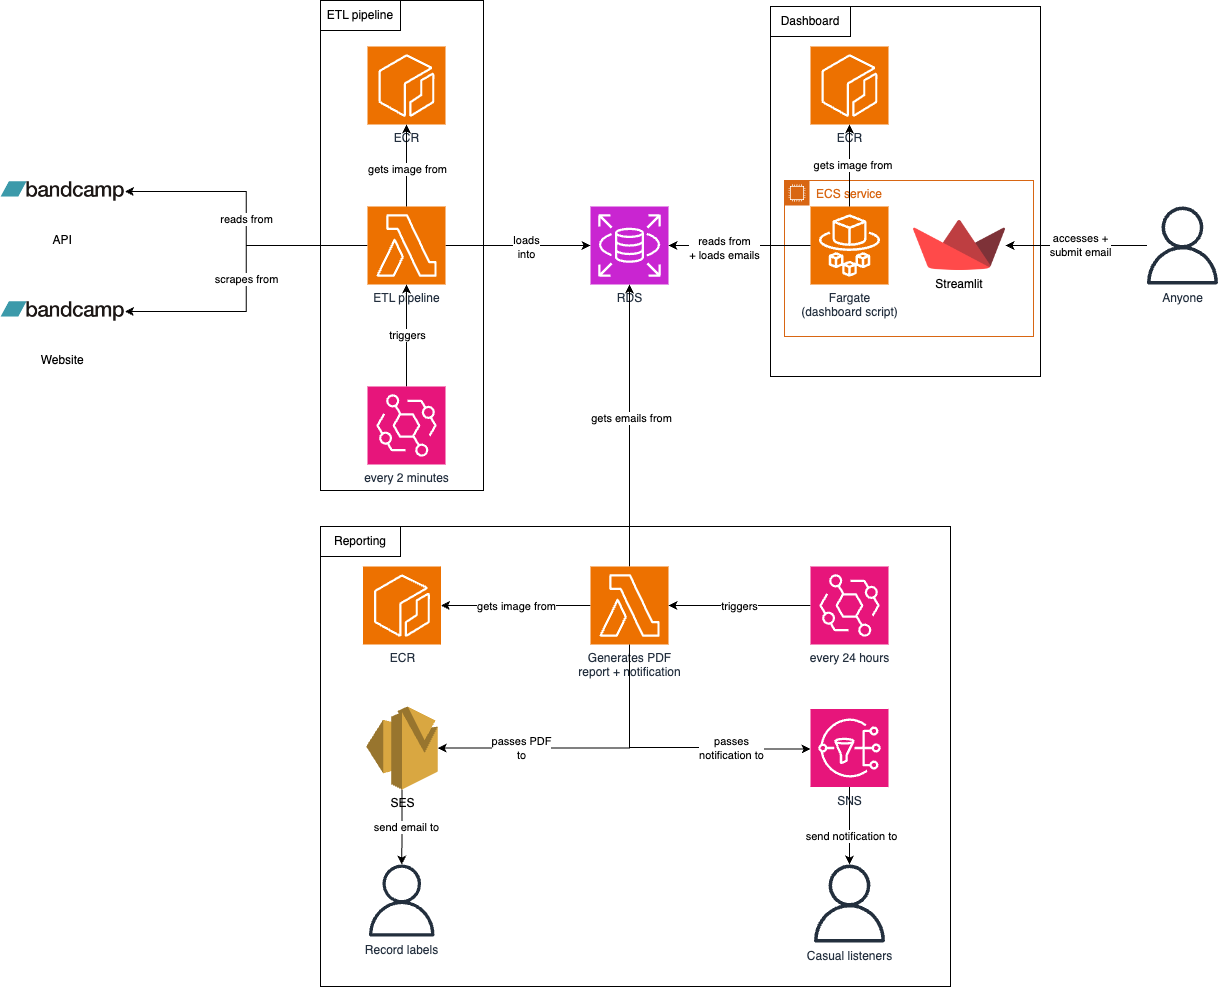 ETL pipeline
ECR
gets image from
ETL pipeline
triggers
every 2 minutes
bandcamp
API
reads from
scrapes from
bandcamp
Website
loads
into
RDS
Dashboard
ECR
gets image from
ECS service
reads from
+ loads emails
Fargate
(dashboard script)
Streamlit
accesses +
submit email
Anyone
gets emails from
Reporting
ECR
gets image from
Generates PDF
report + notification
triggers
every 24 hours
passes PDF
to
passes
notification to
SES
SNS
send email to
send notification to
Record labels
Casual listeners